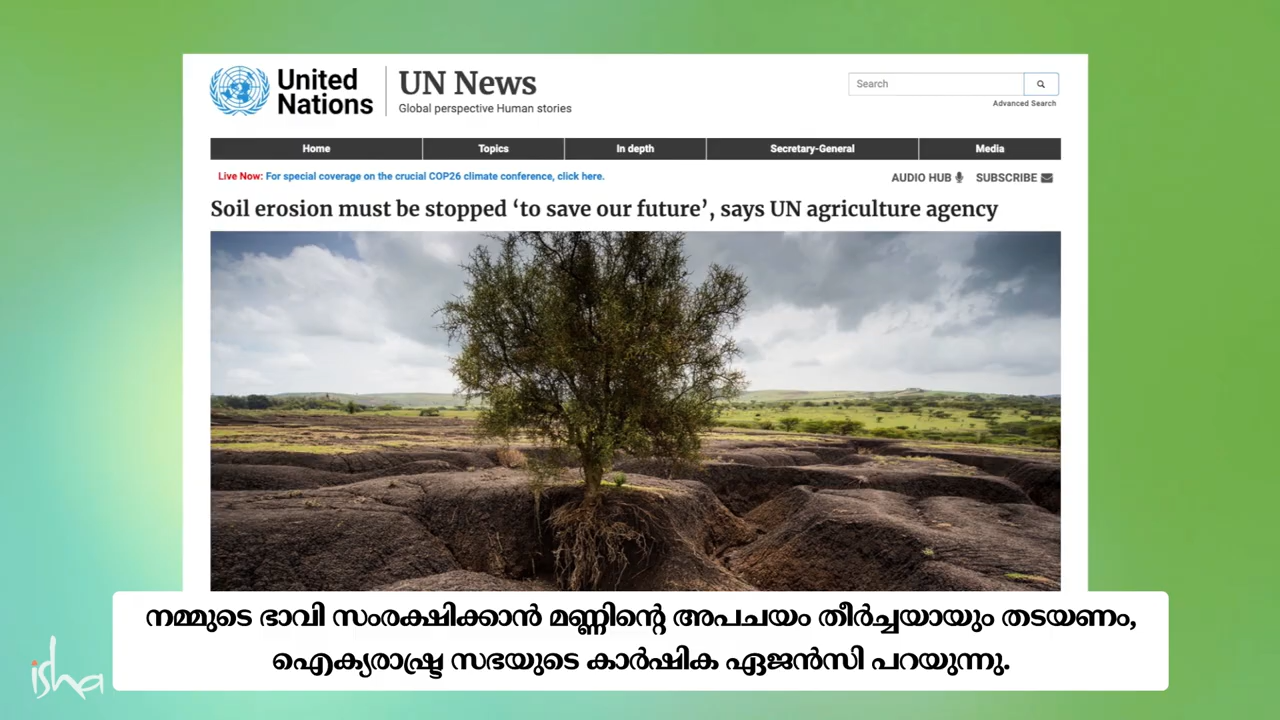 United
Nations
UN News
Global perspective Human stories
Search
Advanced Search
Home Topics In depth Secretary-General Media
Live Now: For special coverage on the crucial COP26 climate conference, click here.
AUDIO HUB SUBSCRIBE
Soil erosion must be stopped ‘to save our future’, says UN agriculture agency
നമ്മുടെ ഭാവി സംരക്ഷിക്കാൻ മണ്ണിന്റെ അപചയം തീർച്ചയായും തടയണം,
ഐക്യരാഷ്ട്ര സഭയുടെ കാർഷിക ഏജൻസി പറയുന്നു.
isha